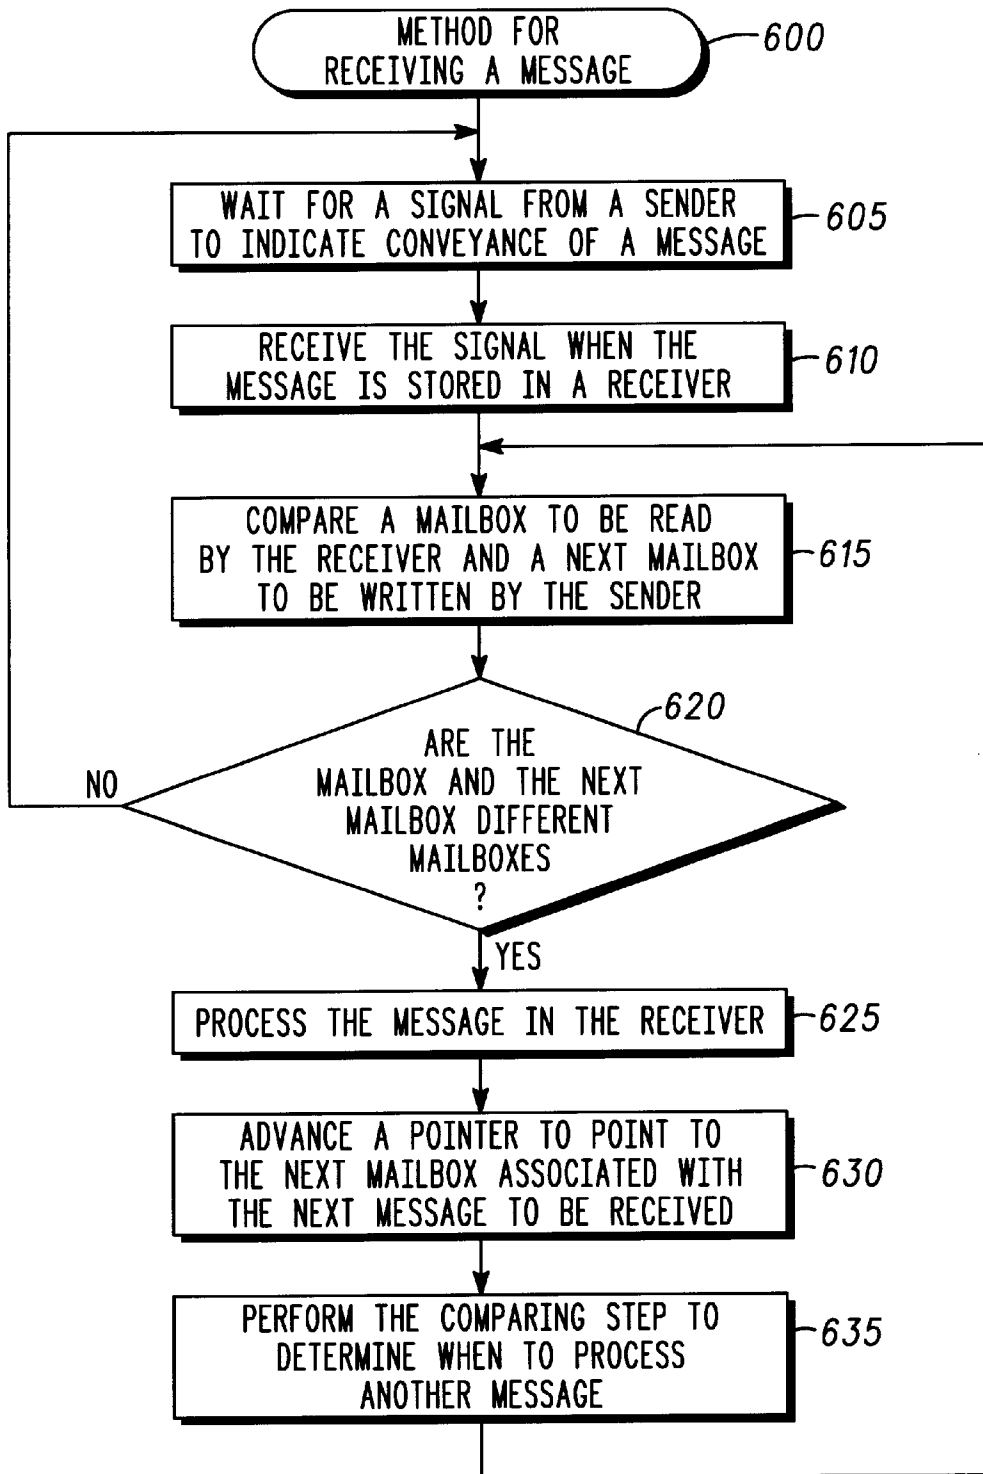 METHOD FOR
RECEIVING A MESSAGE
600
WAIT FOR A SIGNAL FROM A SENDER
TO INDICATE CONVEYANCE OF A MESSAGE
605
RECEIVE THE SIGNAL WHEN THE
MESSAGE IS STORED IN A RECEIVER
610
COMPARE A MAILBOX TO BE READ
BY THE RECEIVER AND A NEXT MAILBOX
TO BE WRITTEN BY THE SENDER
615
620
ARE THE
MAILBOX AND THE NEXT
MAILBOX DIFFERENT
MAILBOXES
?
NO
YES
PROCESS THE MESSAGE IN THE RECEIVER
625
ADVANCE A POINTER TO POINT TO
THE NEXT MAILBOX ASSOCIATED WITH
THE NEXT MESSAGE TO BE RECEIVED
630
PERFORM THE COMPARING STEP TO
DETERMINE WHEN TO PROCESS
ANOTHER MESSAGE
635